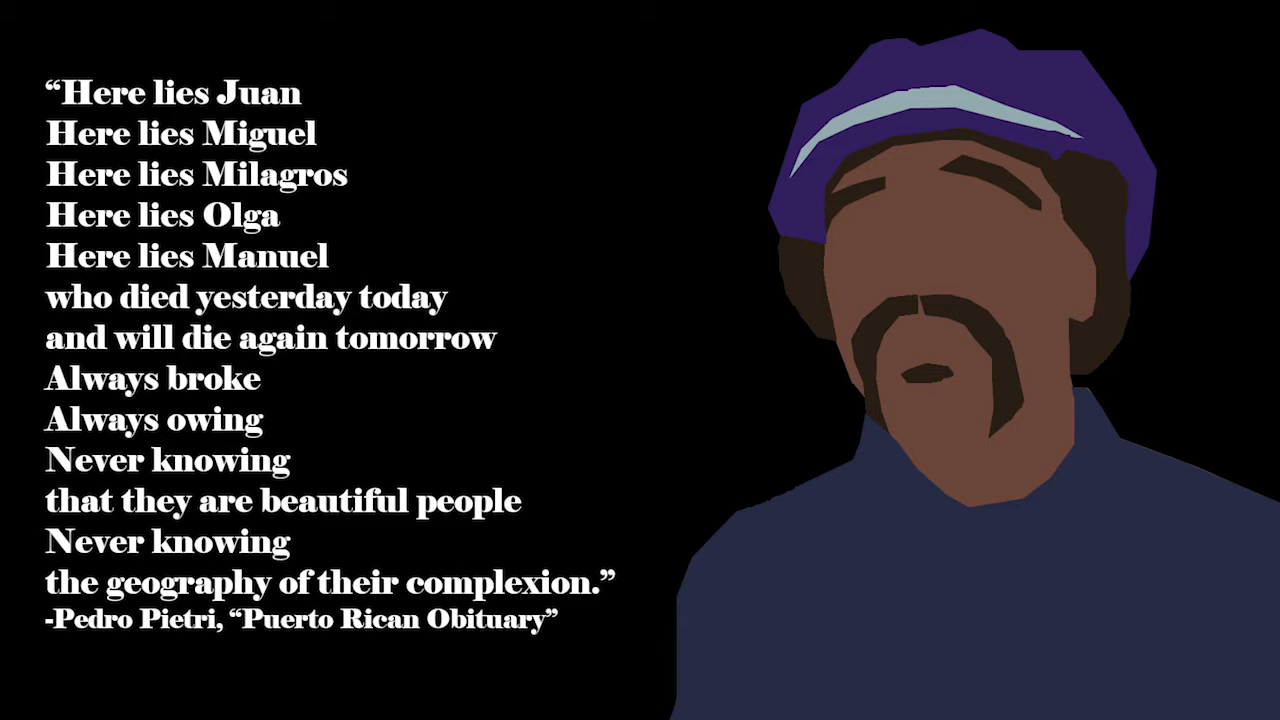 “Here lies Juan
Here lies Miguel
Here lies Milagros
Here lies Olga
Here lies Manuel
who died yesterday today
and will die again tomorrow
Always broke
Always owing
Never knowing
that they are beautiful people
Never knowing
the geography of their complexion.”
-Pedro Pietri, “Puerto Rican Obituary”